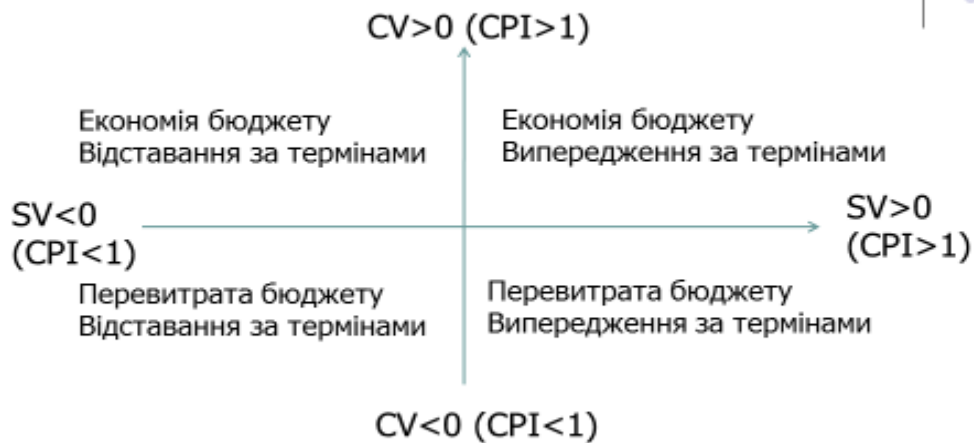 CV>0 (CPI>1)
Економія бюджету
Відставання за термінами
Економія бюджету
Випередження за термінами
SV<0
(CPI<1)
SV>0
(CPI>1)
Перевитрата бюджету
Відставання за термінами
Перевитрата бюджету
Випередження за термінами
CV<0 (CPI<1)